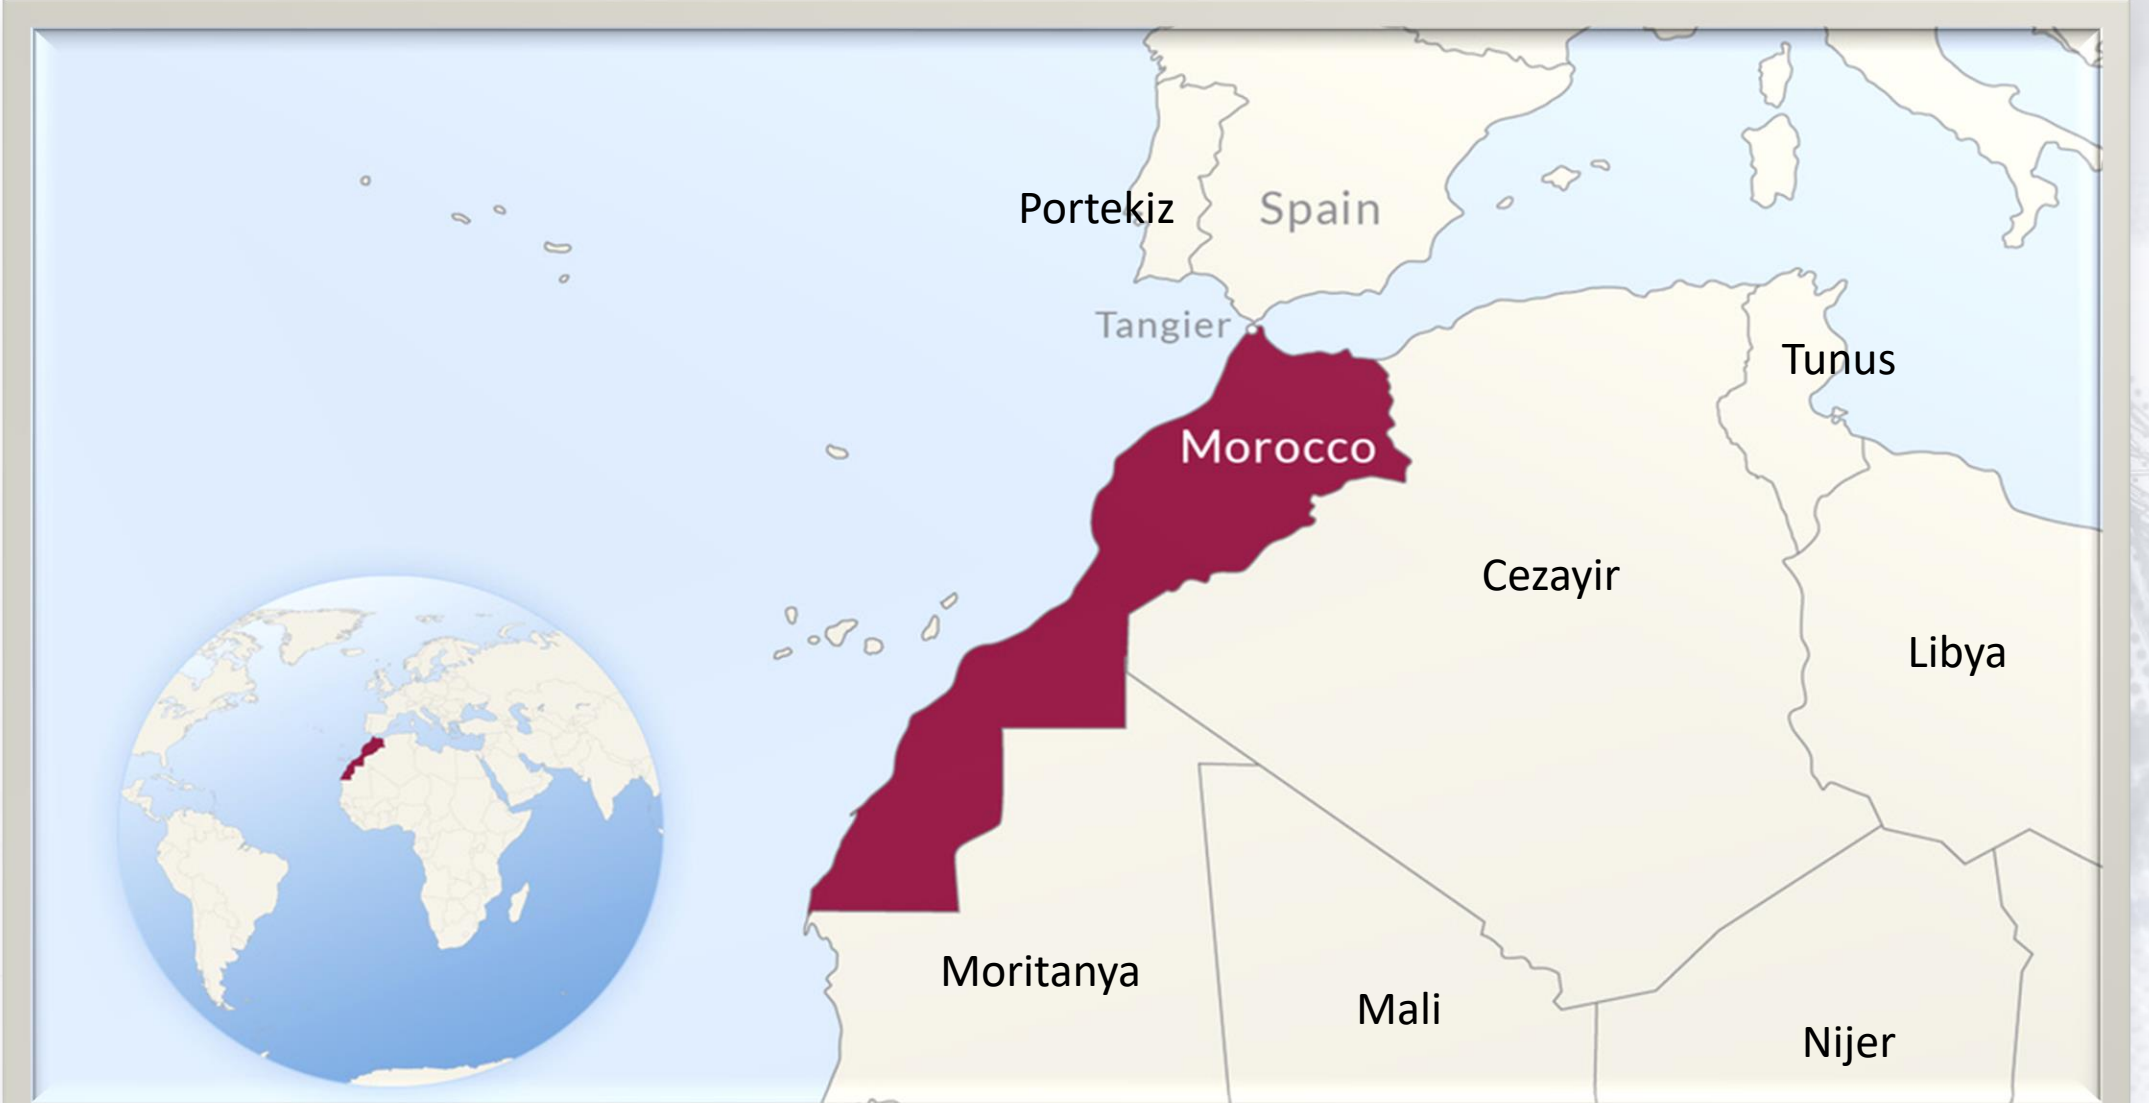 Portekiz
Spain
Tangier
Tunus
Morocco
Cezayir
Libya
Moritanya
Mali
Nijer